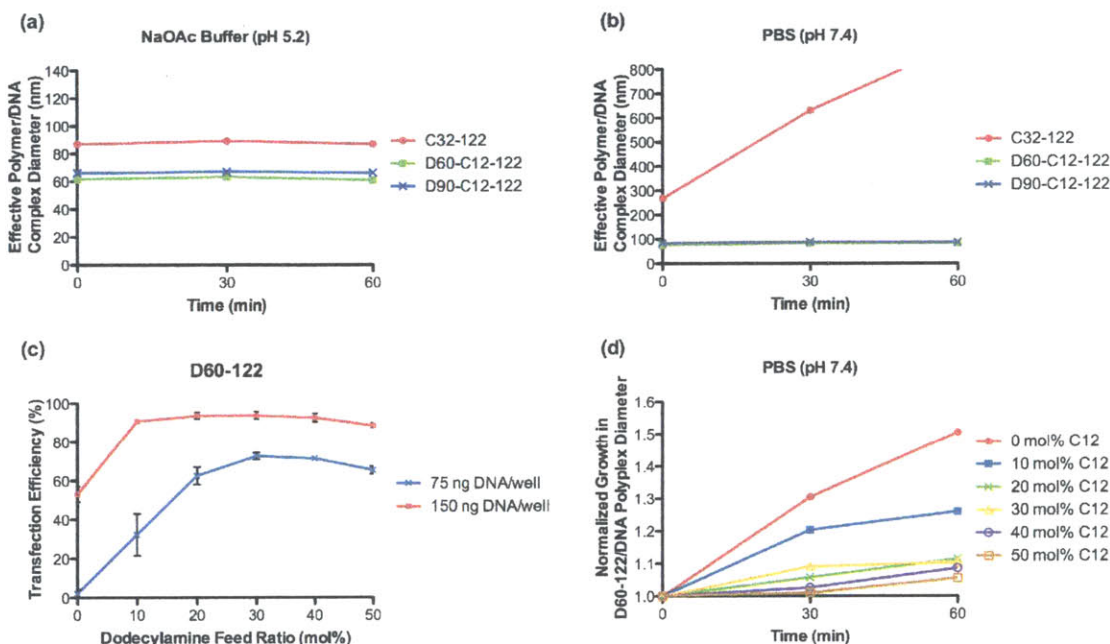 (a)
NaOAc Buffer (pH 5.2)
Effective Polymer/DNA
Complex Diameter (nm)
140
120
100
80
60
40
20
0
0
30
60
Time (min)
C32-122
D60-C12-122
D90-C12-122
(b)
PBS (pH 7.4)
Effective Polymer/DNA
Complex Diameter (nm)
800
700
600
500
400
300
200
100
0
0
30
60
Time (min)
C32-122
D60-C12-122
D90-C12-122
(c)
D60-122
Transfection Efficiency (%)
100
80
60
40
20
0
0
10
20
30
40
50
Dodecylamine Feed Ratio (mol%)
75 ng DNA/well
150 ng DNA/well
(d)
PBS (pH 7.4)
Normalized Growth in
D60-122/DNA Polyplex Diameter
1.6
1.5
1.4
1.3
1.2
1.1
1.0
0
30
60
Time (min)
0 mol% C12
10 mol% C12
20 mol% C12
30 mol% C12
40 mol% C12
50 mol% C12